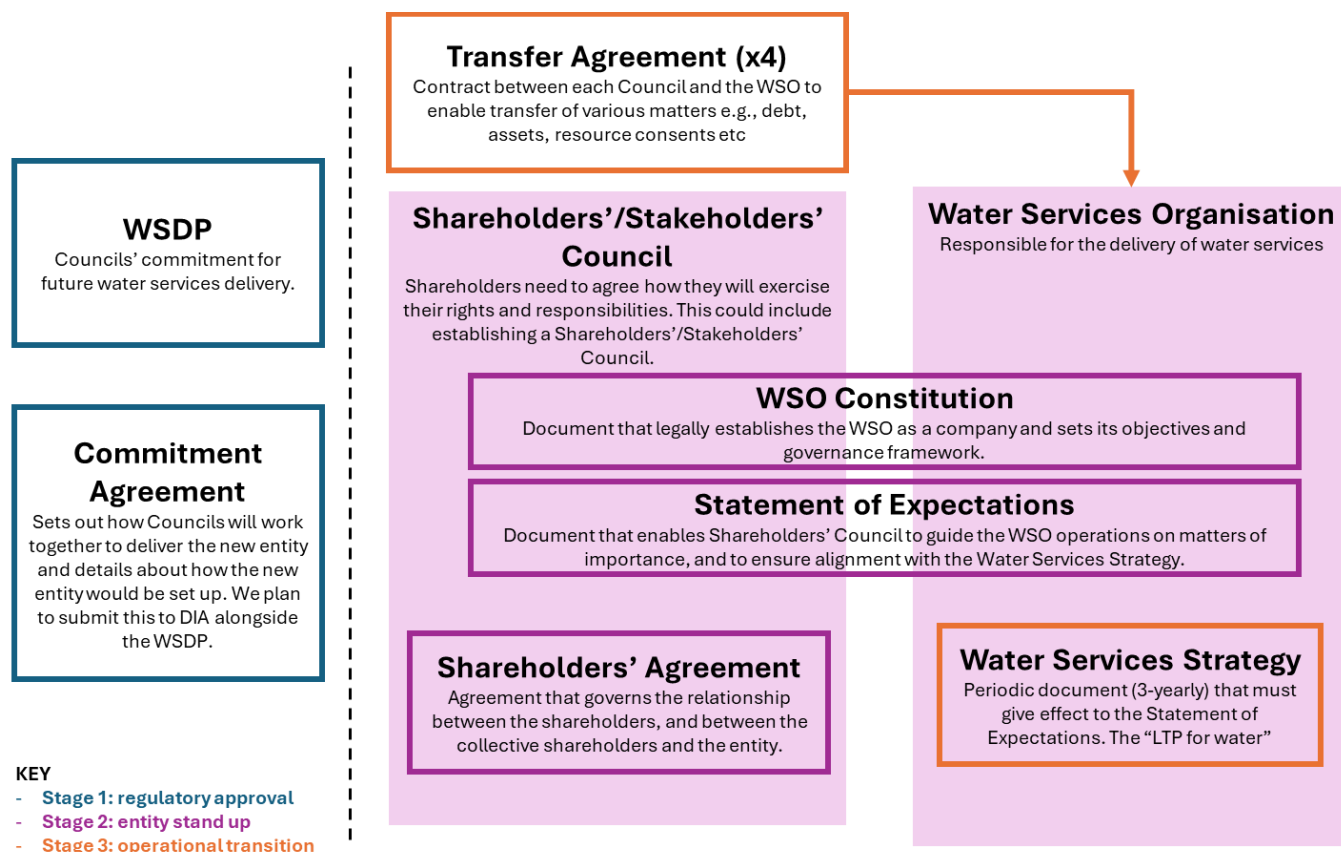 Transfer Agreement (x4)
Contract between each Council and the WSO to
enable transfer of various matters e.g., debt,
assets, resource consents etc
WSDP
Councils’ commitment for
future water services delivery.
Commitment
Agreement
Sets out how Councils will work
together to deliver the new entity
and details about how the new
entity would be set up. We plan
to submit this to DIA alongside
the WSDP.
Shareholders’/Stakeholders’
Council
Shareholders need to agree how they will exercise
their rights and responsibilities. This could include
establishing a Shareholders’/Stakeholders’
Council.
Water Services Organisation
Responsible for the delivery of water services
WSO Constitution
Document that legally establishes the WSO as a company and sets its objectives and
governance framework.
Statement of Expectations
Document that enables Shareholders’ Council to guide the WSO operations on matters of
importance, and to ensure alignment with the Water Services Strategy.
Shareholders’ Agreement
Agreement that governs the relationship
between the shareholders, and between the
collective shareholders and the entity.
Water Services Strategy
Periodic document (3-yearly) that must
give effect to the Statement of
Expectations. The “LTP for water”
KEY
- Stage 1: regulatory approval
- Stage 2: entity stand up
- Stage 3: operational transition